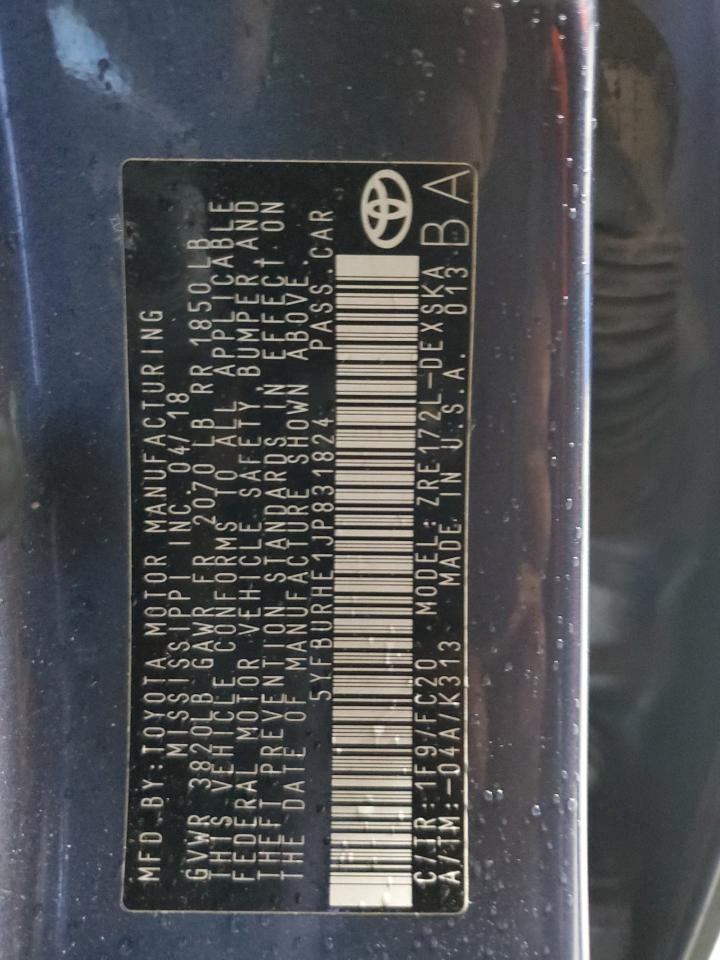 MFD BY: TOYOTA MOTOR MANUFACTURING
MISSISSIPPI INC. 04/18
GVWR 3820LB GAWR FR 2070 LB RR 1850 LB
THIS VEHICLE CONFORMS TO ALL APPLICABLE
FEDERAL MOTOR VEHICLE SAFETY, BUMPER AND
THEFT PREVENTION STANDARDS IN EFFECT ON
THE DATE OF MANUFACTURE SHOWN ABOVE.
5YFBURHE1JP831824 PASS. CAR
C/TR: 1F9/FC20 MODEL: ZRE172L-DEXSKA
A/TM: -04A/K313 MADE IN U.S.A. 013
BA